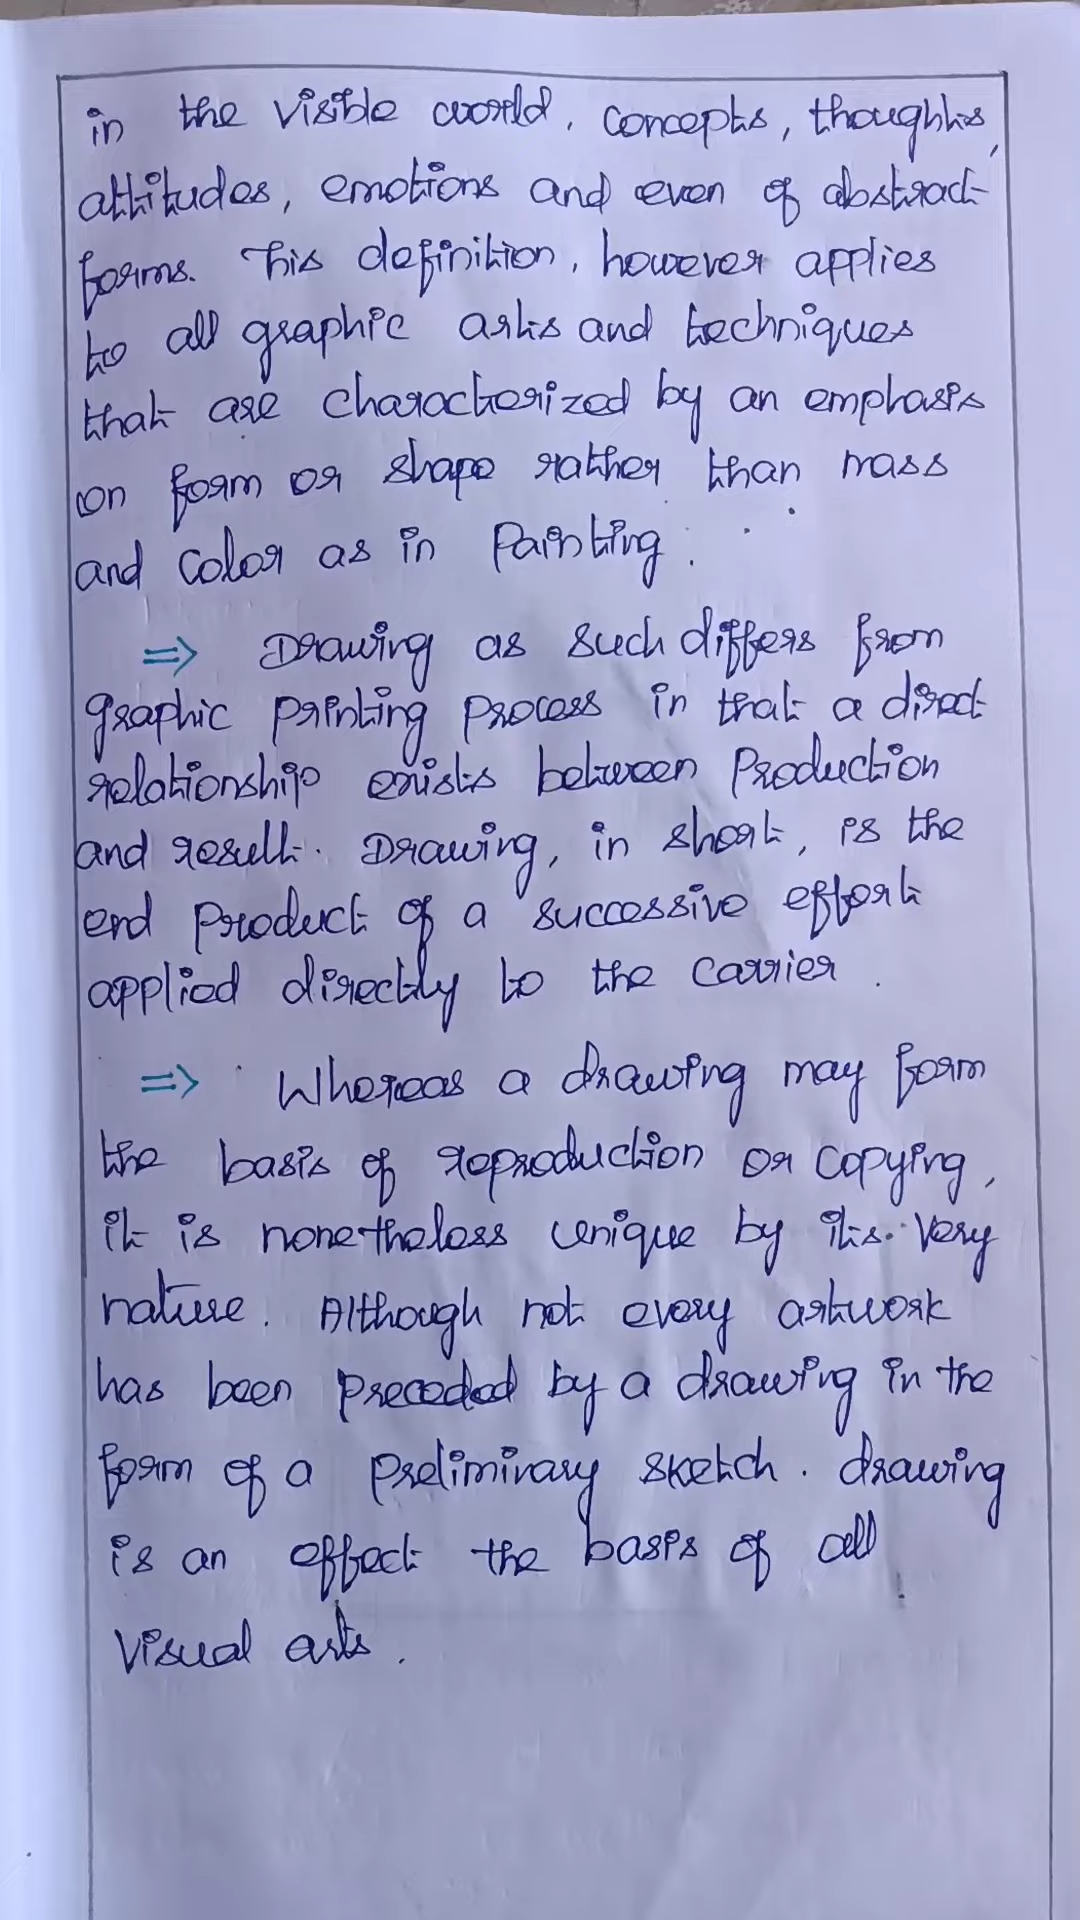 in the visible world, concepts, thoughts,
attitudes, emotions and even of abstract
forms. This definition, however applies
to all graphic arts and techniques
that are characterized by an emphasis
on form or shape rather than mass
and color as in Painting.
⇒ Drawing as such differs from
graphic printing process in that a direct
relationship exists between Production
and result. Drawing, in short, is the
end product of a successive effort
applied directly to the carrier.
⇒ Whereas a drawing may form
the basis of reproduction or copying,
it is nonetheless unique by its very
nature. Although not every artwork
has been preceded by a drawing in the
form of a preliminary sketch. drawing
is an effect the basis of all
visual arts.